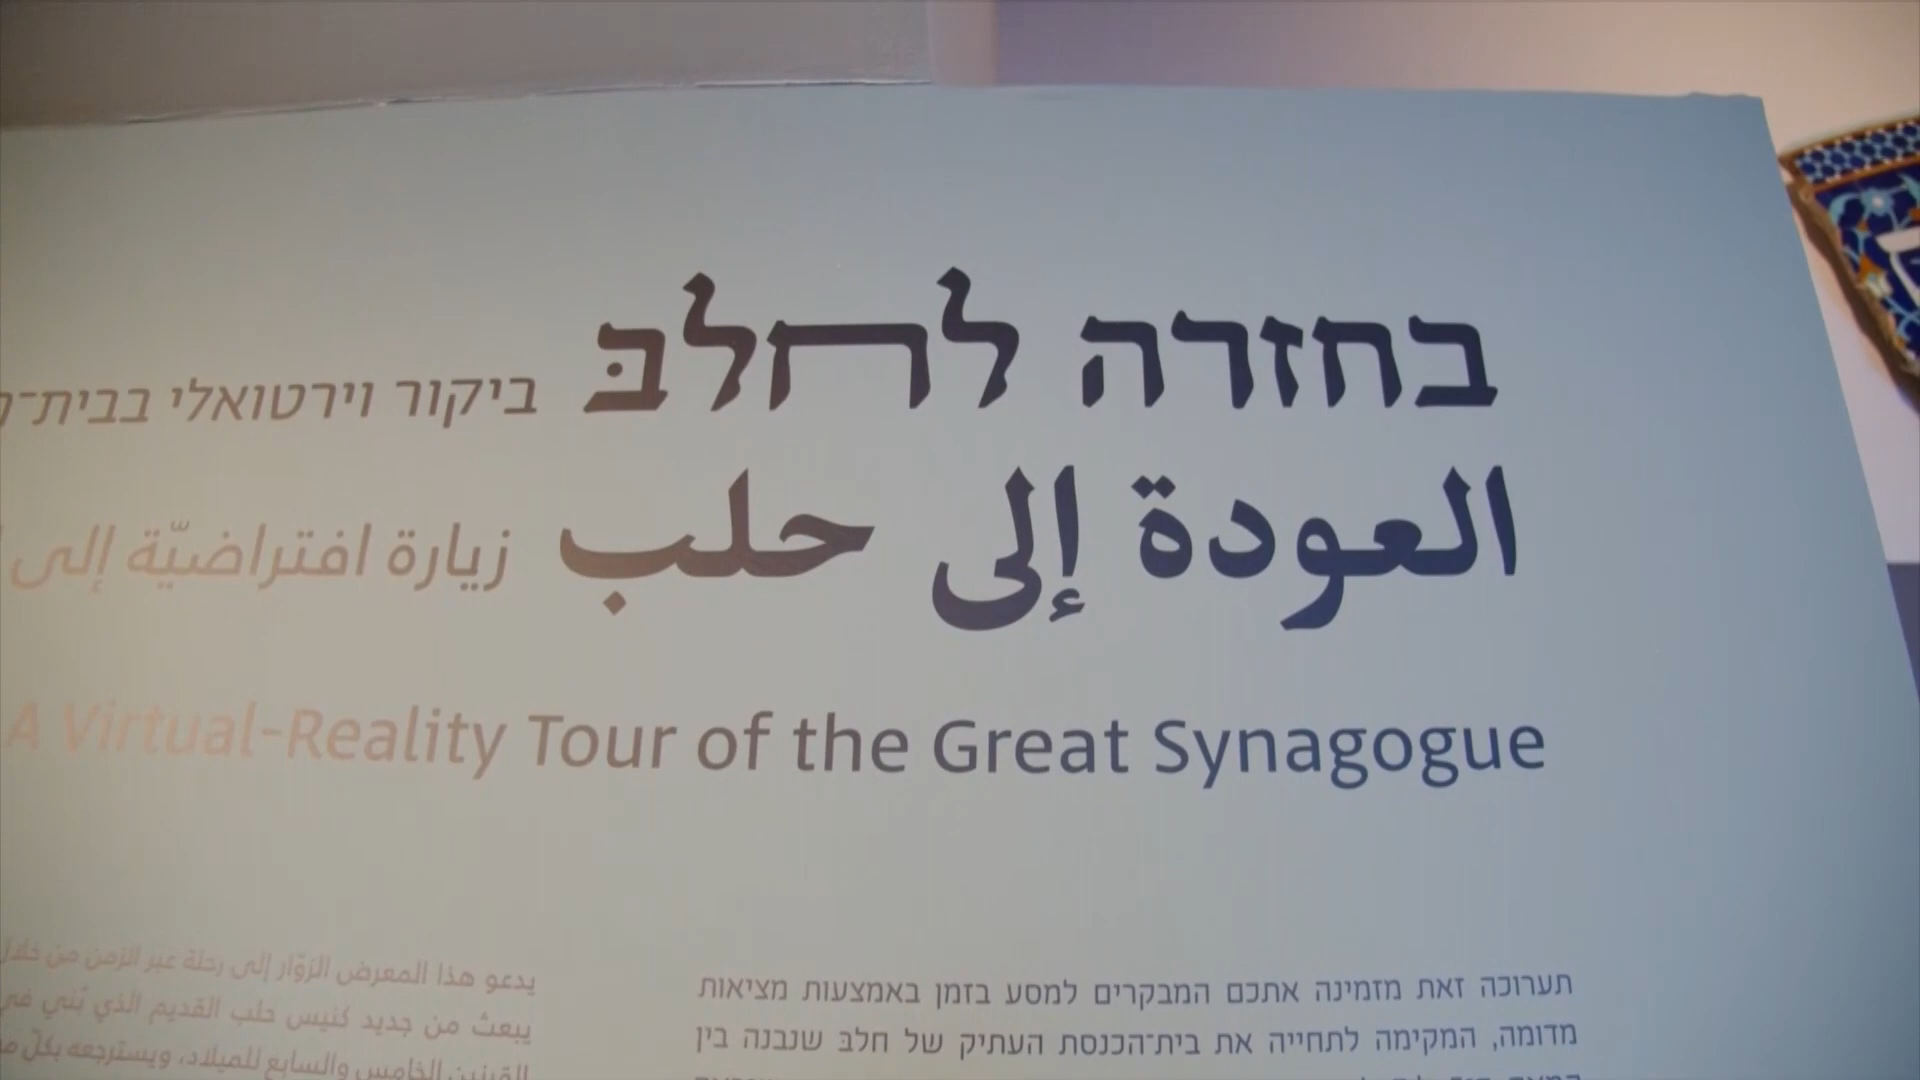 בחזרה לחלבּ ביקור וירטואלי בבית־
العودة إلى حلب زيارة افتراضيّة إلى
A Virtual-Reality Tour of the Great Synagogue
תערוכה זאת מזמינה אתכם המבקרים למסע בזמן באמצעות מציאות
מדומה, המקימה לתחייה את בית־הכנסת העתיק של חלבּ שנבנה בין
يدعو هذا المعرض الزوّار إلى رحلة عبر الزمن من خلال
يبعث من جديد كنيس حلب القديم الذي بُني في
القرنين الخامس والسابع للميلاد، ويسترجعه بكلّ